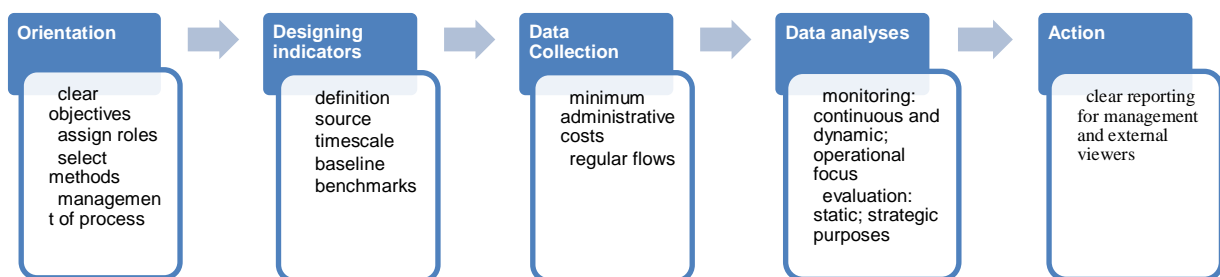 Orientation
clear
objectives
assign roles
select
methods
managemen
t of process
Designing
indicators
definition
source
timescale
baseline
benchmarks
Data
Collection
minimum
administrative
costs
regular flows
Data analyses
monitoring:
continuous and
dynamic;
operational
focus
evaluation:
static; strategic
purposes
Action
clear reporting
for management
and external
viewers